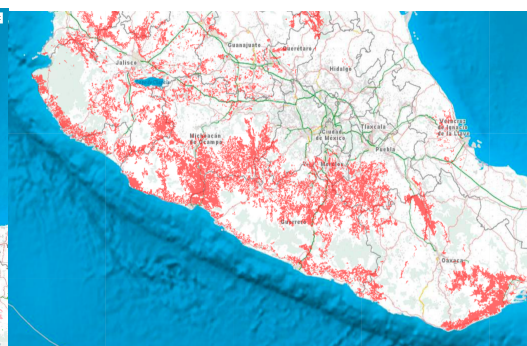 Guanajuato
Querétaro
Jalisco
Hidalgo
Michoacán
de Ocampo
Ciudad
de México
Tlaxcala
Veracruz
de Ignacio
de la Llave
Puebla
Morelos
Guerrero
Oaxaca